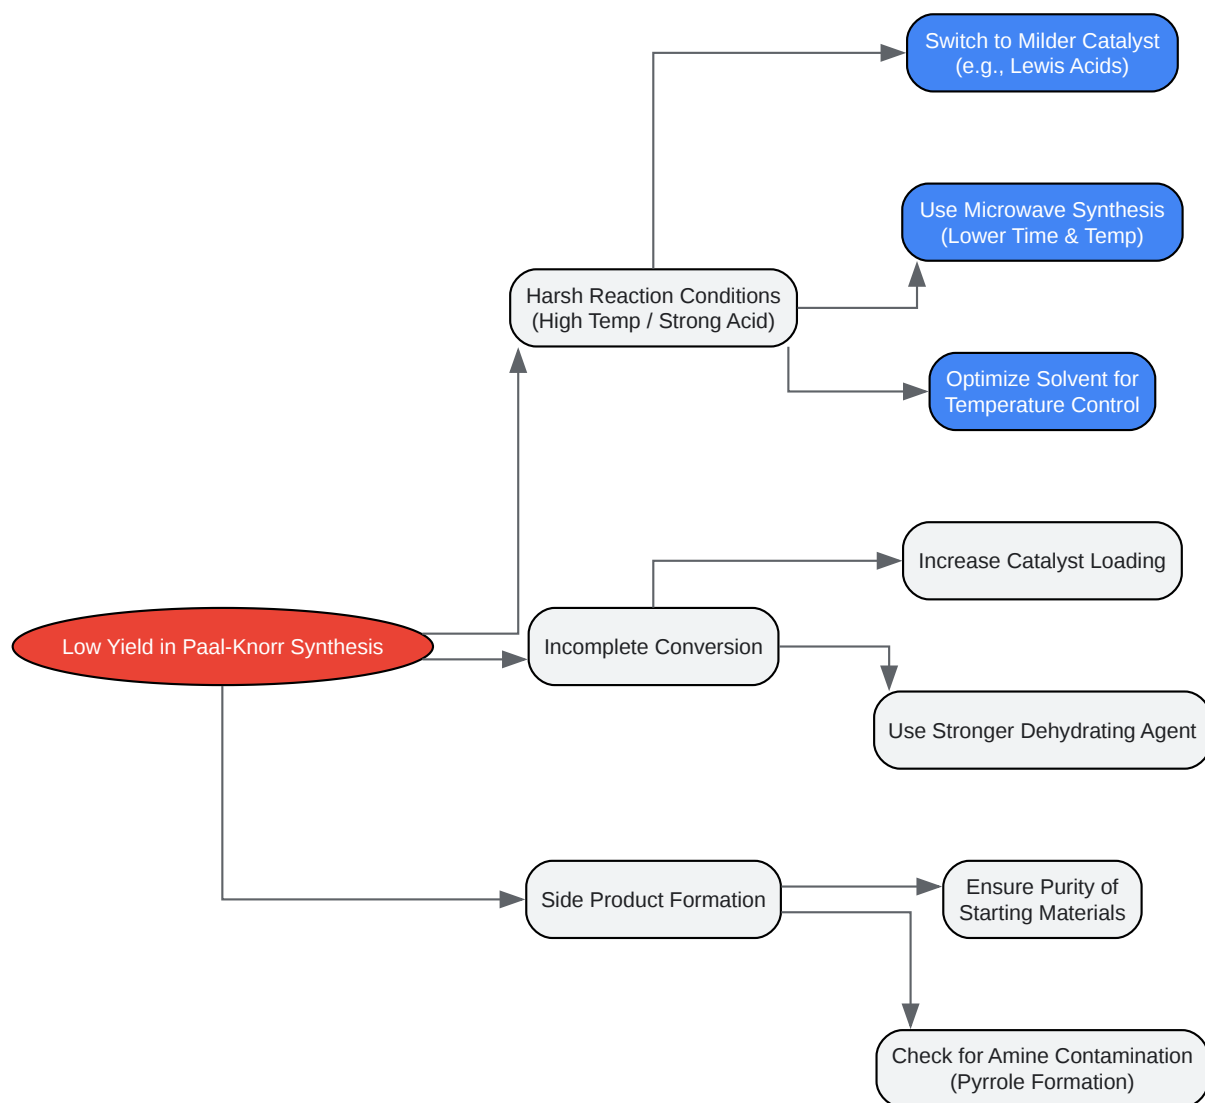 Switch to Milder Catalyst
(e.g., Lewis Acids)
Use Microwave Synthesis
(Lower Time & Temp)
Harsh Reaction Conditions
(High Temp / Strong Acid)
Optimize Solvent for
Temperature Control
Increase Catalyst Loading
Low Yield in Paal-Knorr Synthesis
Incomplete Conversion
Use Stronger Dehydrating Agent
Side Product Formation
Ensure Purity of
Starting Materials
Check for Amine Contamination
(Pyrrole Formation)